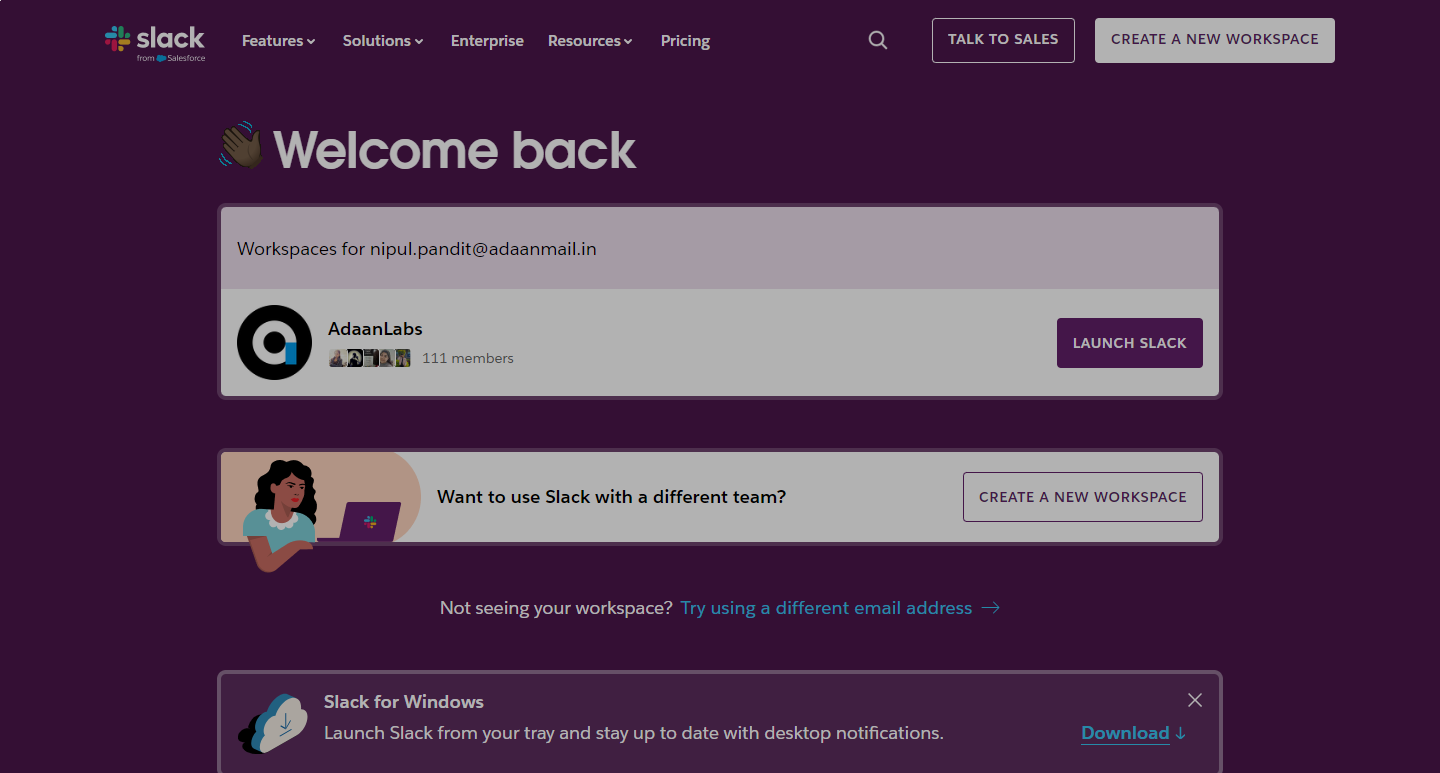 slack
from Salesforce
Features
Solutions
Enterprise
Resources
Pricing
TALK TO SALES
CREATE A NEW WORKSPACE
Welcome back
Workspaces for nipul.pandit@adaanmail.in
AdaanLabs
111 members
LAUNCH SLACK
Want to use Slack with a different team?
CREATE A NEW WORKSPACE
Not seeing your workspace? Try using a different email address →
Slack for Windows
Launch Slack from your tray and stay up to date with desktop notifications.
Download ↓